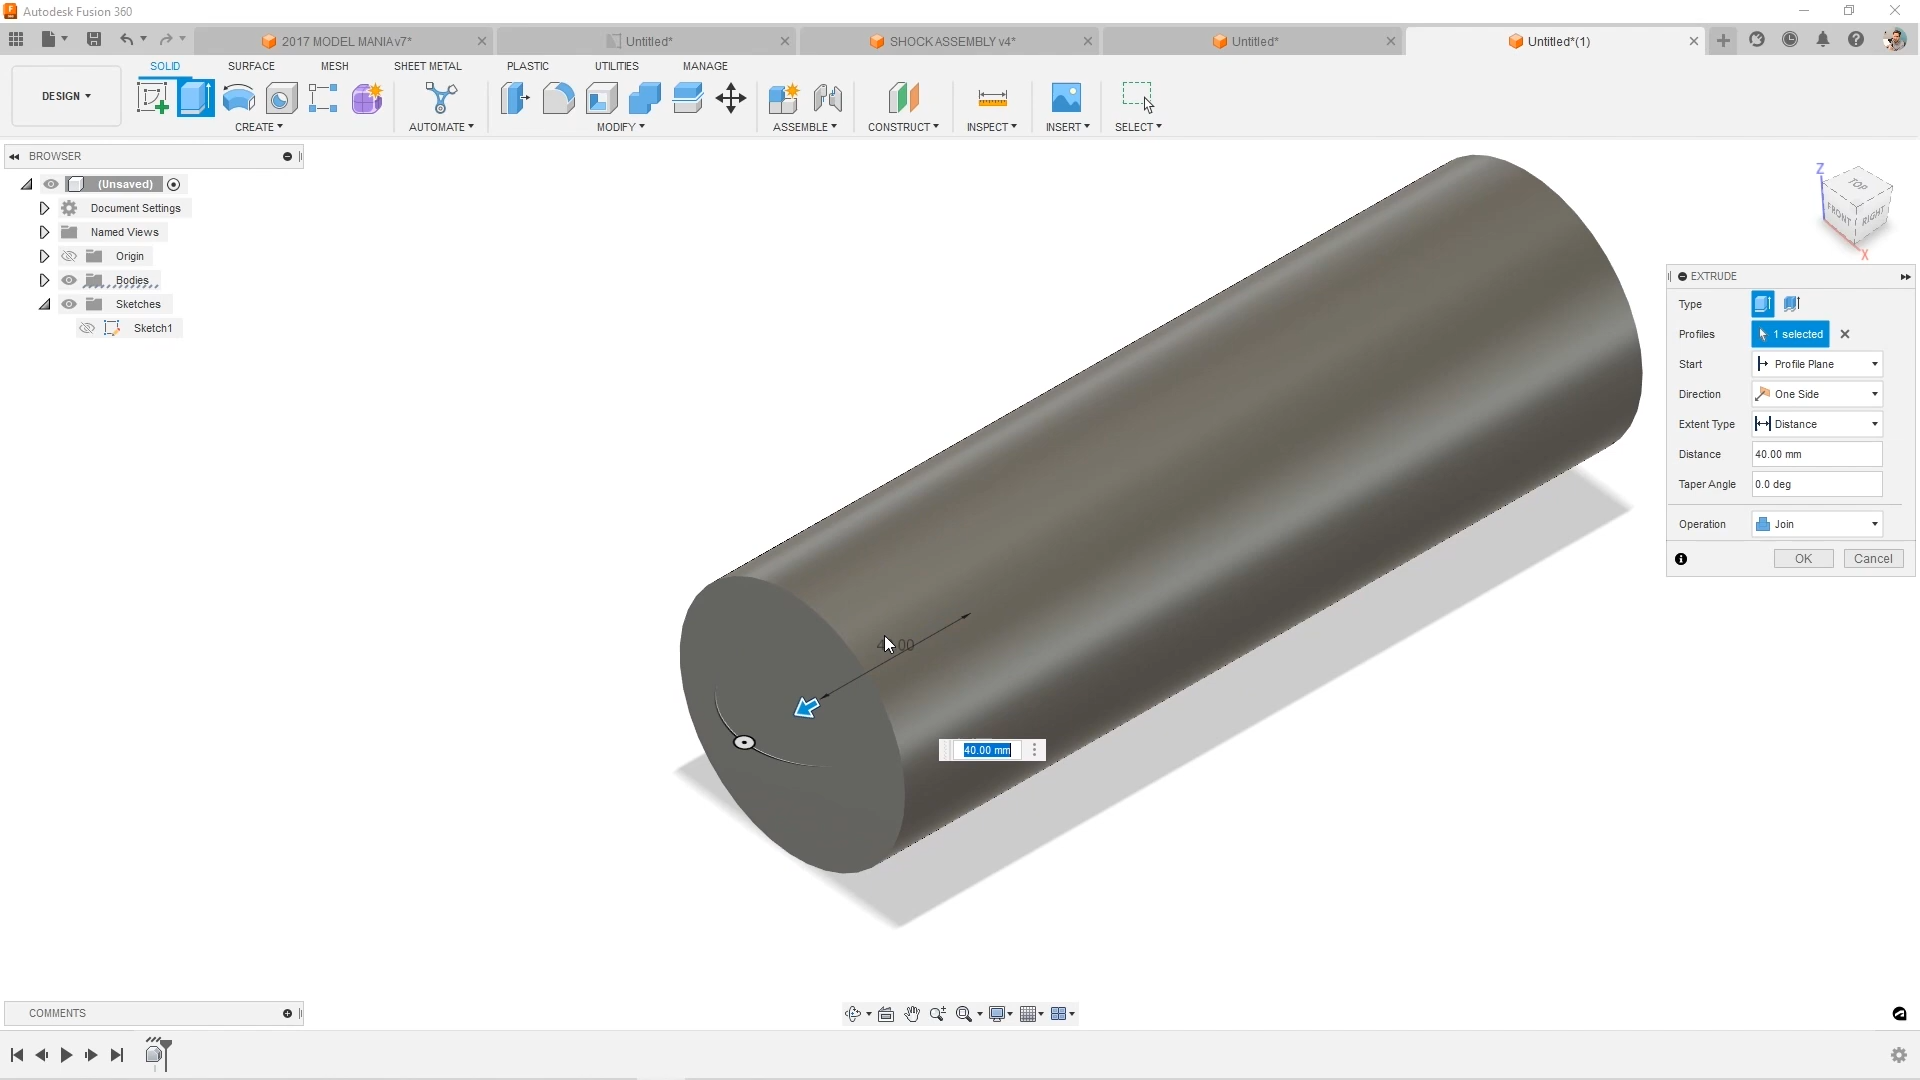 Autodesk Fusion 360
2017 MODEL MANIA v7*
Untitled*
SHOCK ASSEMBLY v4*
Untitled*
Untitled*(1)
DESIGN
SOLID
SURFACE
MESH
SHEET METAL
PLASTIC
UTILITIES
MANAGE
CREATE
AUTOMATE
MODIFY
ASSEMBLE
CONSTRUCT
INSPECT
INSERT
SELECT
BROWSER
(Unsaved)
Document Settings
Named Views
Origin
Bodies
Sketches
Sketch1
Z
TOP
FRONT
RIGHT
X
EXTRUDE
Type
Profiles
1 selected
Start
Profile Plane
Direction
One Side
Extent Type
Distance
Distance
40.00 mm
Taper Angle
0.0 deg
Operation
Join
OK
Cancel
40.00 mm
COMMENTS